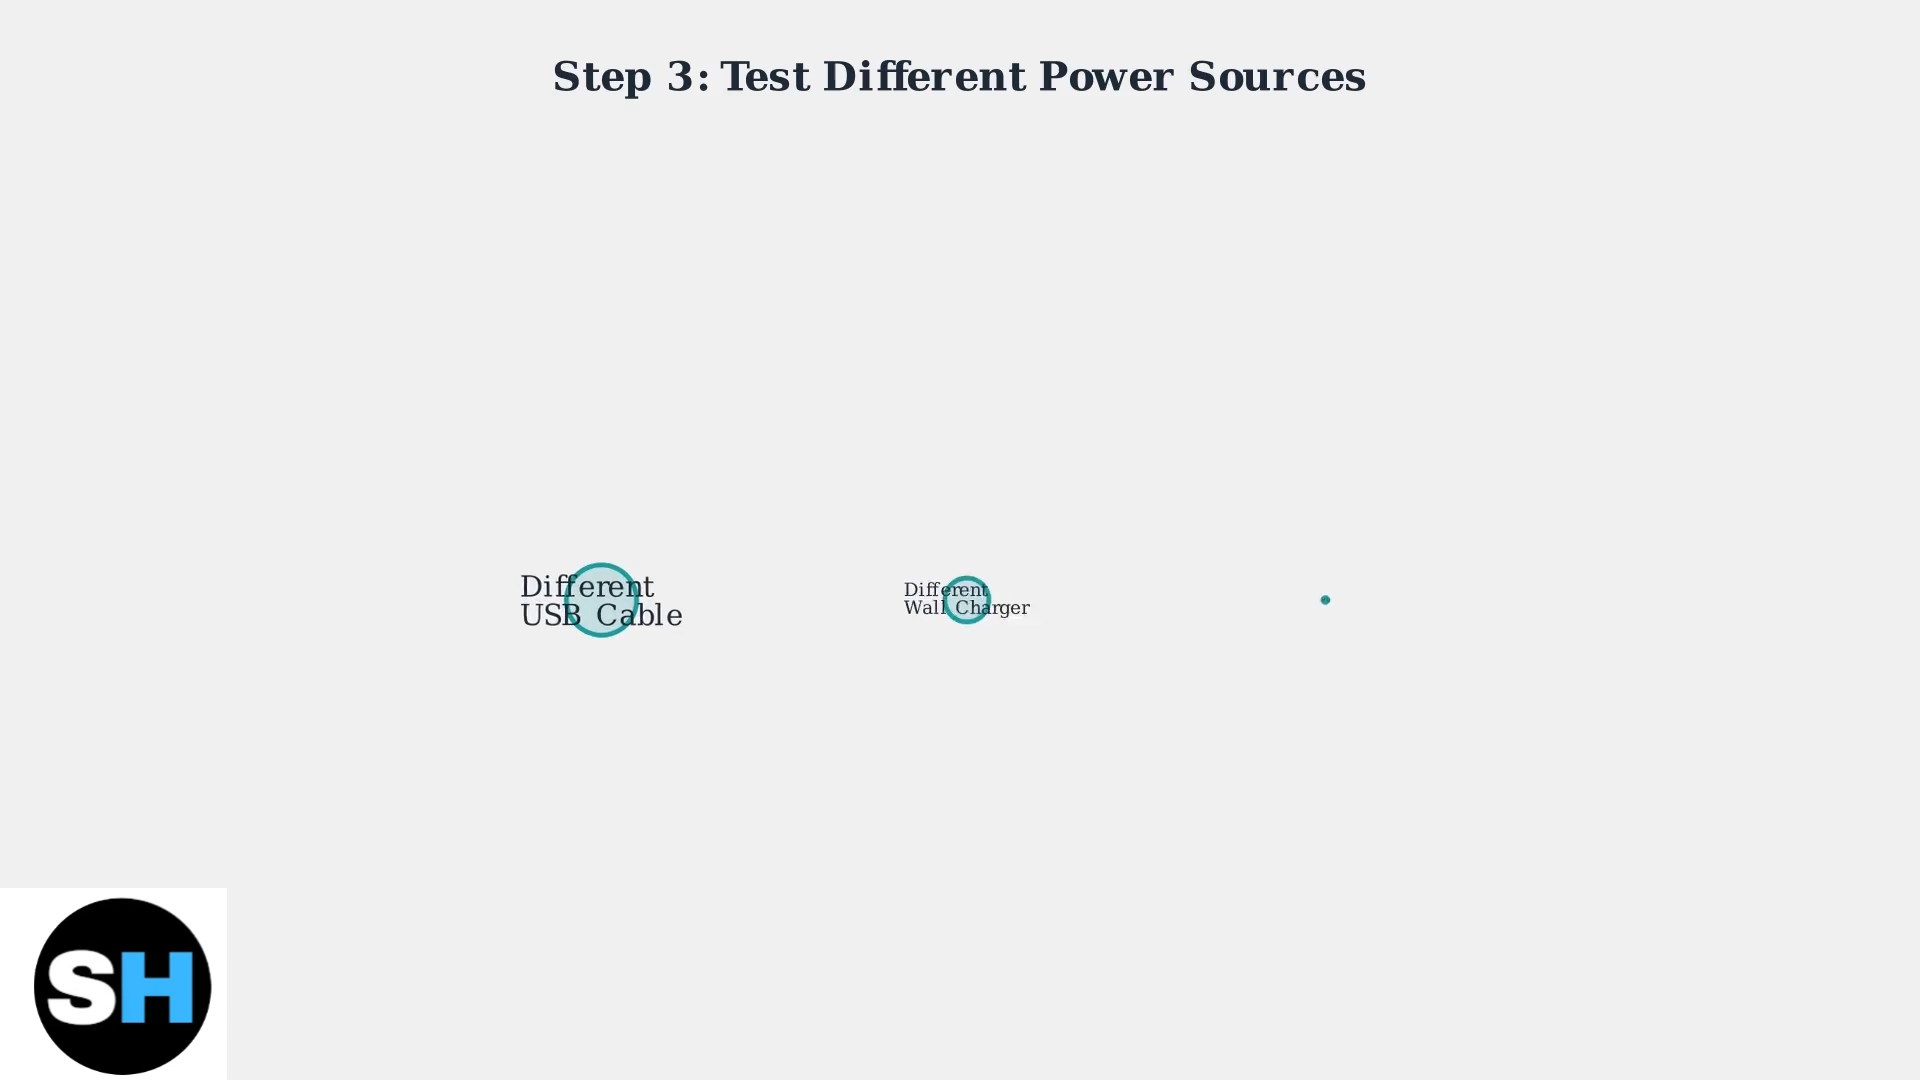 Step 3: Test Different Power Sources
Different
USB Cable
Different
Wall Charger
SH